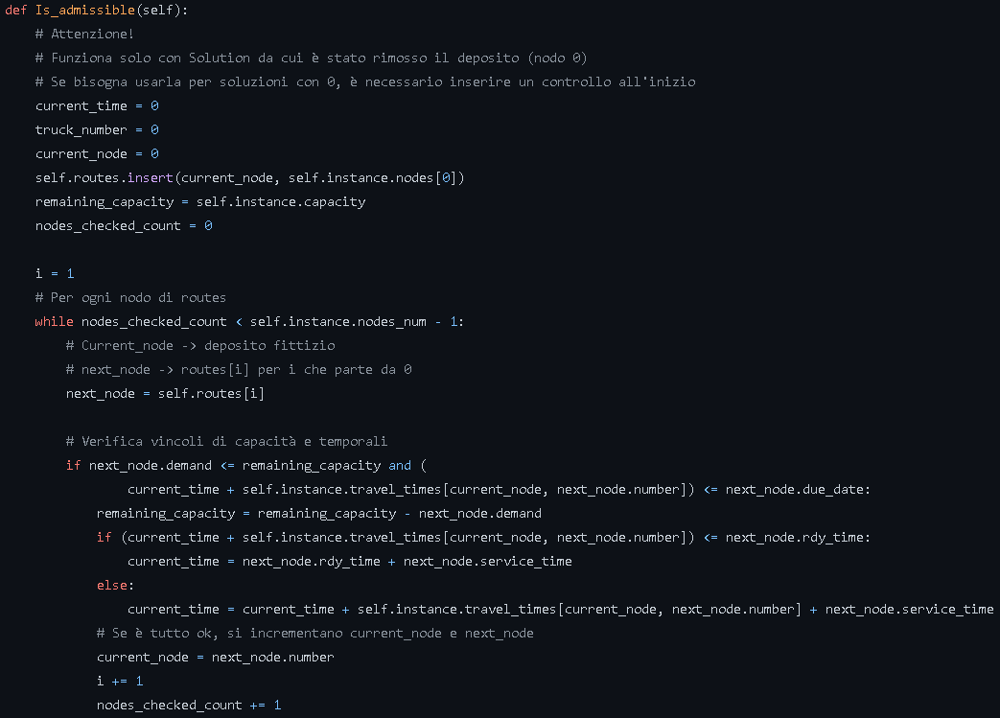 def Is_admissible(self):
    # Attenzione!
    # Funziona solo con Solution da cui è stato rimosso il deposito (nodo 0)
    # Se bisogna usarla per soluzioni con 0, è necessario inserire un controllo all'inizio
    current_time = 0
    truck_number = 0
    current_node = 0
    self.routes.insert(current_node, self.instance.nodes[0])
    remaining_capacity = self.instance.capacity
    nodes_checked_count = 0

    i = 1
    # Per ogni nodo di routes
    while nodes_checked_count < self.instance.nodes_num - 1:
        # Current_node -> deposito fittizio
        # next_node -> routes[i] per i che parte da 0
        next_node = self.routes[i]

        # Verifica vincoli di capacità e temporali
        if next_node.demand <= remaining_capacity and (
                current_time + self.instance.travel_times[current_node, next_node.number]) <= next_node.due_date:
            remaining_capacity = remaining_capacity - next_node.demand
            if (current_time + self.instance.travel_times[current_node, next_node.number]) <= next_node.rdy_time:
                current_time = next_node.rdy_time + next_node.service_time
            else:
                current_time = current_time + self.instance.travel_times[current_node, next_node.number] + next_node.service_time
            # Se è tutto ok, si incrementano current_node e next_node
            current_node = next_node.number
            i += 1
            nodes_checked_count += 1